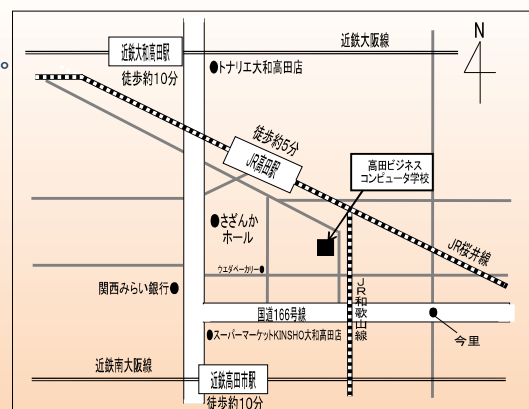 近鉄大和高田駅
徒歩約10分
近鉄大阪線
N
●トナリエ大和高田店
徒歩約5分
JR高田駅
高田ビジネス
コンピュータ学校
●さざんか
ホール
ウエダベーカリー●
JR桜井線
関西みらい銀行●
JR和歌山線
国道166号線
●スーパーマーケットKINSHO大和高田店
今里
近鉄南大阪線
近鉄高田市駅
徒歩約10分